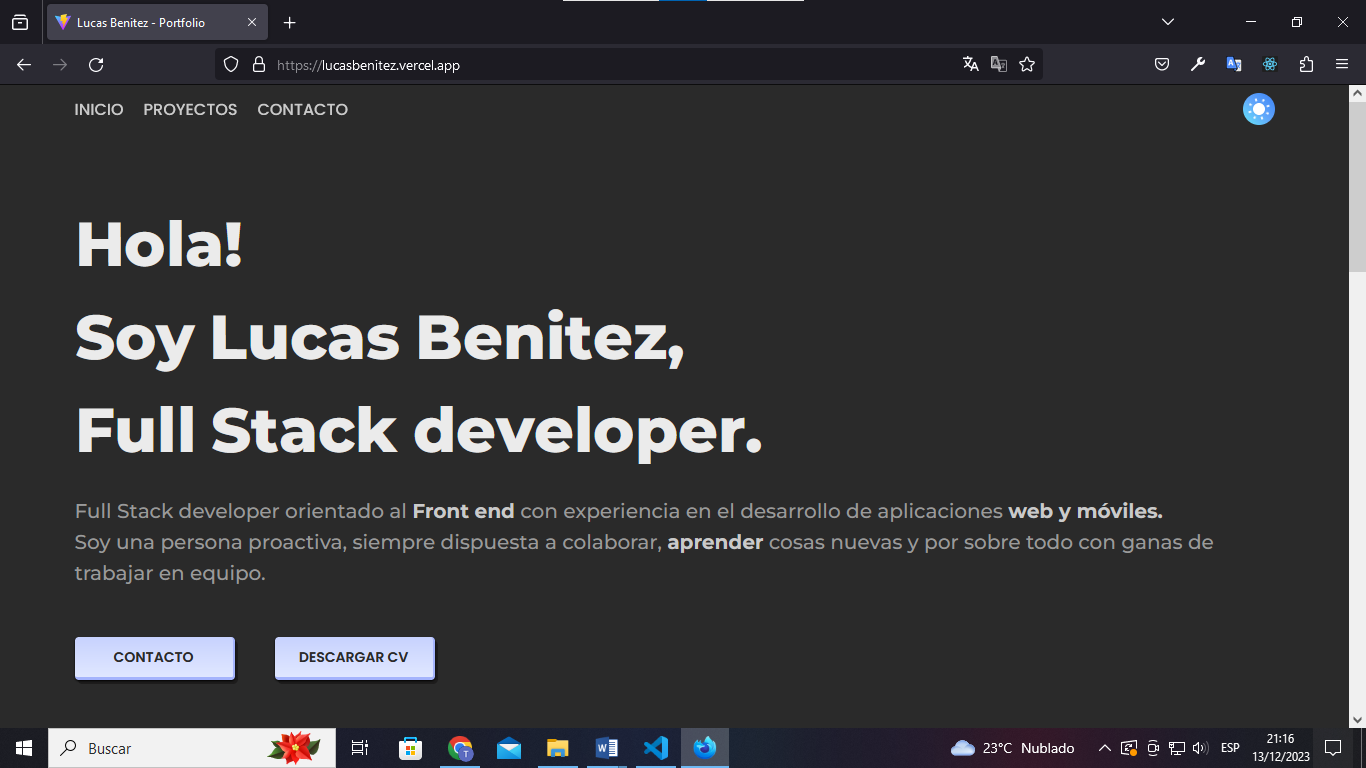 Lucas Benitez - Portfolio
https://lucasbenitez.vercel.app
INICIO PROYECTOS CONTACTO
Hola!
Soy Lucas Benitez,
Full Stack developer.
Full Stack developer orientado al Front end con experiencia en el desarrollo de aplicaciones web y móviles.
Soy una persona proactiva, siempre dispuesta a colaborar, aprender cosas nuevas y por sobre todo con ganas de
trabajar en equipo.
CONTACTO DESCARGAR CV
Buscar
23°C Nublado
ESP
21:16
13/12/2023